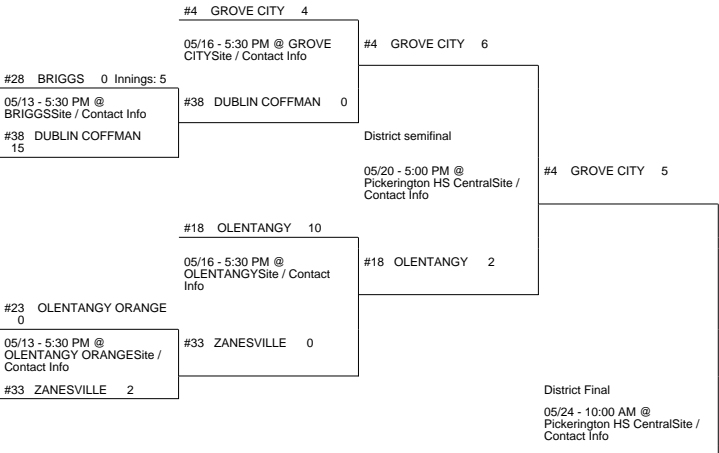 #4 GROVE CITY 4
05/16 - 5:30 PM @ GROVE
CITYSite / Contact Info
#4 GROVE CITY 6
#28 BRIGGS 0 Innings: 5
05/13 - 5:30 PM @
BRIGGSSite / Contact Info
#38 DUBLIN COFFMAN 0
#38 DUBLIN COFFMAN
15
District semifinal
05/20 - 5:00 PM @
Pickerington HS CentralSite /
Contact Info
#4 GROVE CITY 5
#18 OLENTANGY 10
05/16 - 5:30 PM @
OLENTANGYSite / Contact
Info
#18 OLENTANGY 2
#23 OLENTANGY ORANGE
0
05/13 - 5:30 PM @
OLENTANGY ORANGESite /
Contact Info
#33 ZANESVILLE 0
#33 ZANESVILLE 2
District Final
05/24 - 10:00 AM @
Pickerington HS CentralSite /
Contact Info